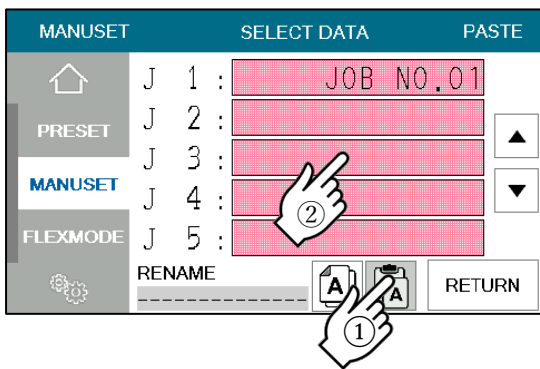 MANUSET SELECT DATA PASTE
J 1 : JOB NO.01
PRESET
J 2 :
J 3 :
MANUSET
J 4 :
②
FLEXMODE
J 5 :
RENAME
--------------
A
A
RETURN
①